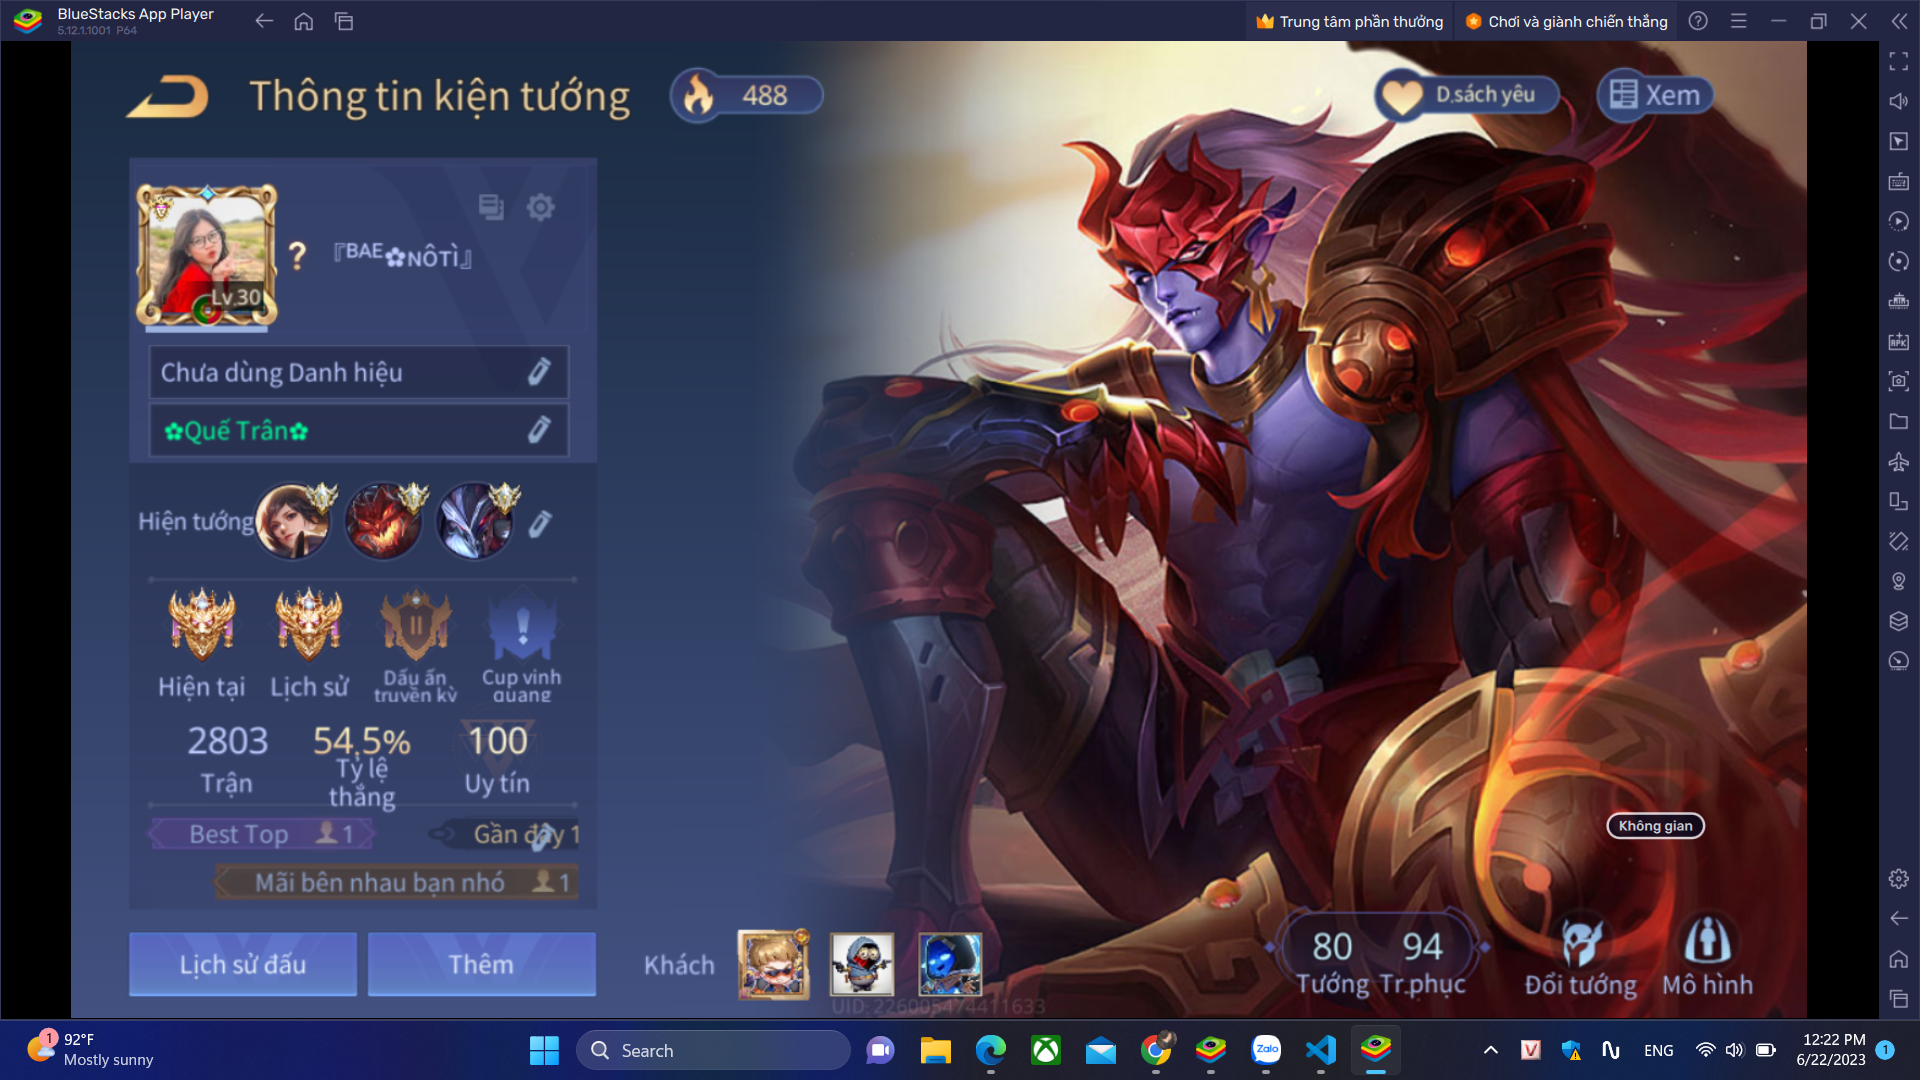 BlueStacks App Player
5.12.1.1001 P64
Trung tâm phần thưởng
Chơi và giành chiến thắng
Thông tin kiện tướng
488
D.sách yêu
Xem
Lv.30
?
『BAE✿NÔTÌ』
Chưa dùng Danh hiệu
✿Quế Trân✿
Hiện tướng
Hiện tại
Lịch sử
Dấu ấn truyền kỳ
Cup vinh quang
2803
54.5%
100
Trận
Tỷ lệ thắng
Uy tín
Best Top 1
Gần đây 1
Mãi bên nhau bạn nhó 1
Không gian
Lịch sử đấu
Thêm
Khách
80
94
Tướng
Tr.phục
Đổi tướng
Mô hình
UID: 226005474411633
1
92°F
Mostly sunny
Search
Zalo
ENG
12:22 PM
6/22/2023
1